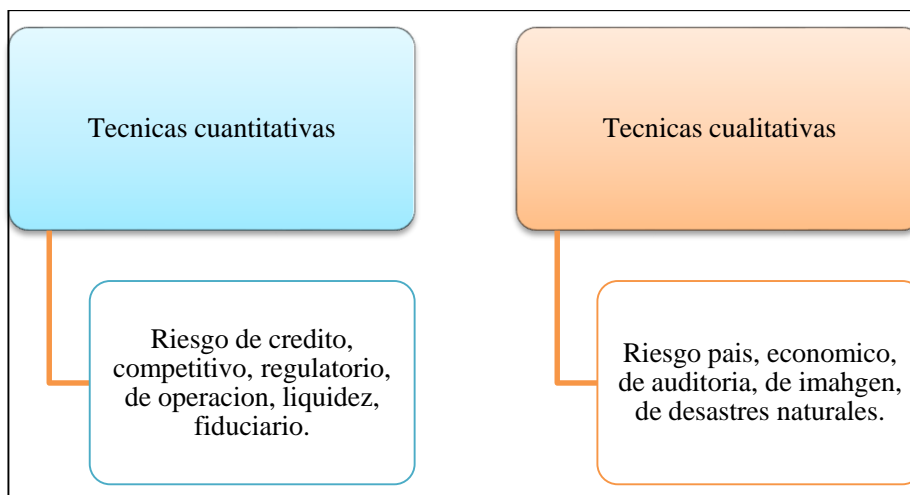 Tecnicas cuantitativas
Riesgo de credito,
competitivo, regulatorio,
de operacion, liquidez,
fiduciario.
Tecnicas cualitativas
Riesgo pais, economico,
de auditoria, de imahgen,
de desastres naturales.